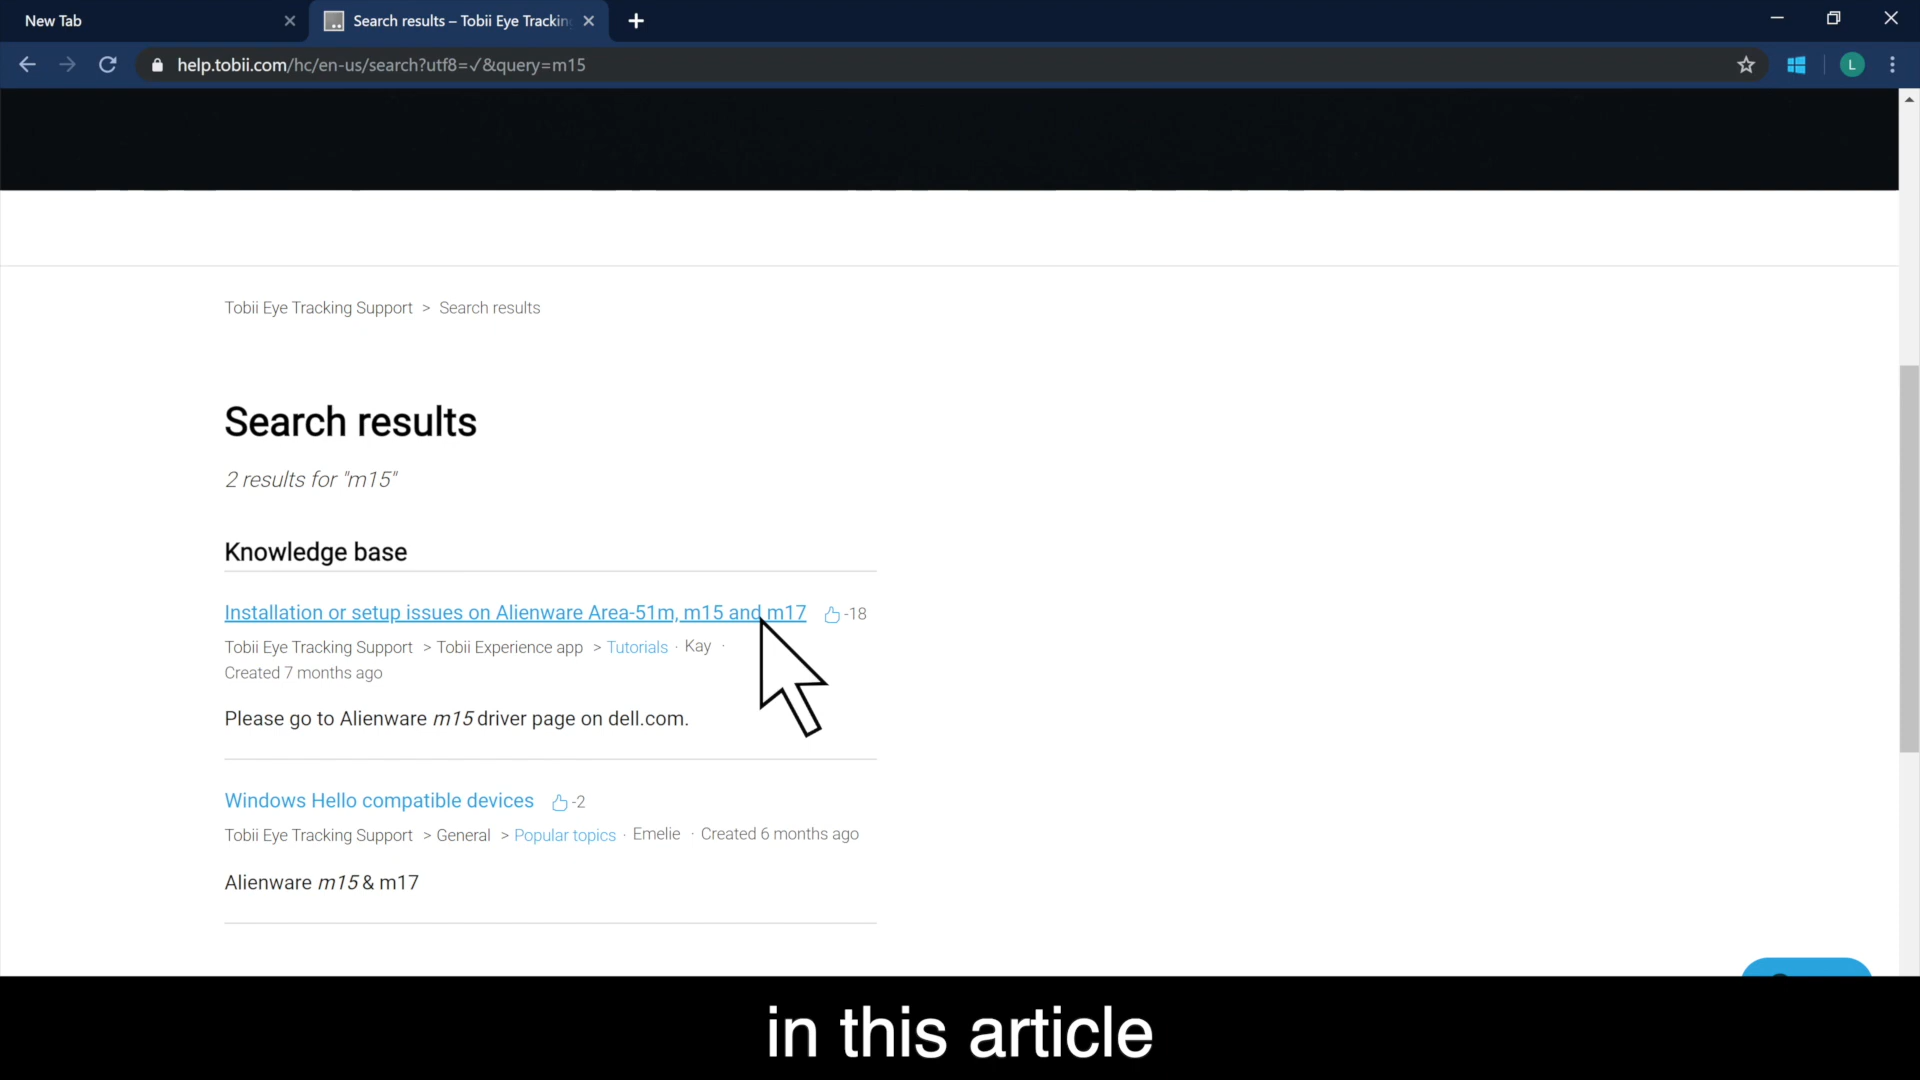 New Tab
Search results – Tobii Eye Trackin
help.tobii.com/hc/en-us/search?utf8=✓&query=m15
L
Tobii Eye Tracking Support > Search results
Search results
2 results for "m15"
Knowledge base
Installation or setup issues on Alienware Area-51m, m15 and m17 -18
Tobii Eye Tracking Support > Tobii Experience app > Tutorials · Kay ·
Created 7 months ago
Please go to Alienware m15 driver page on dell.com.
Windows Hello compatible devices -2
Tobii Eye Tracking Support > General > Popular topics · Emelie · Created 6 months ago
Alienware m15 & m17
in this article